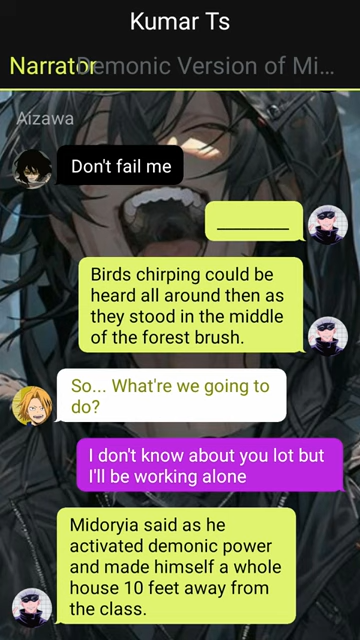 Kumar Ts
Narrator Demonic Version of Mi...
Aizawa
Don't fail me
__________
Birds chirping could be
heard all around then as
they stood in the middle
of the forest brush.
So... What're we going to
do?
I don't know about you lot but
I'll be working alone
Midoryia said as he
activated demonic power
and made himself a whole
house 10 feet away from
the class.